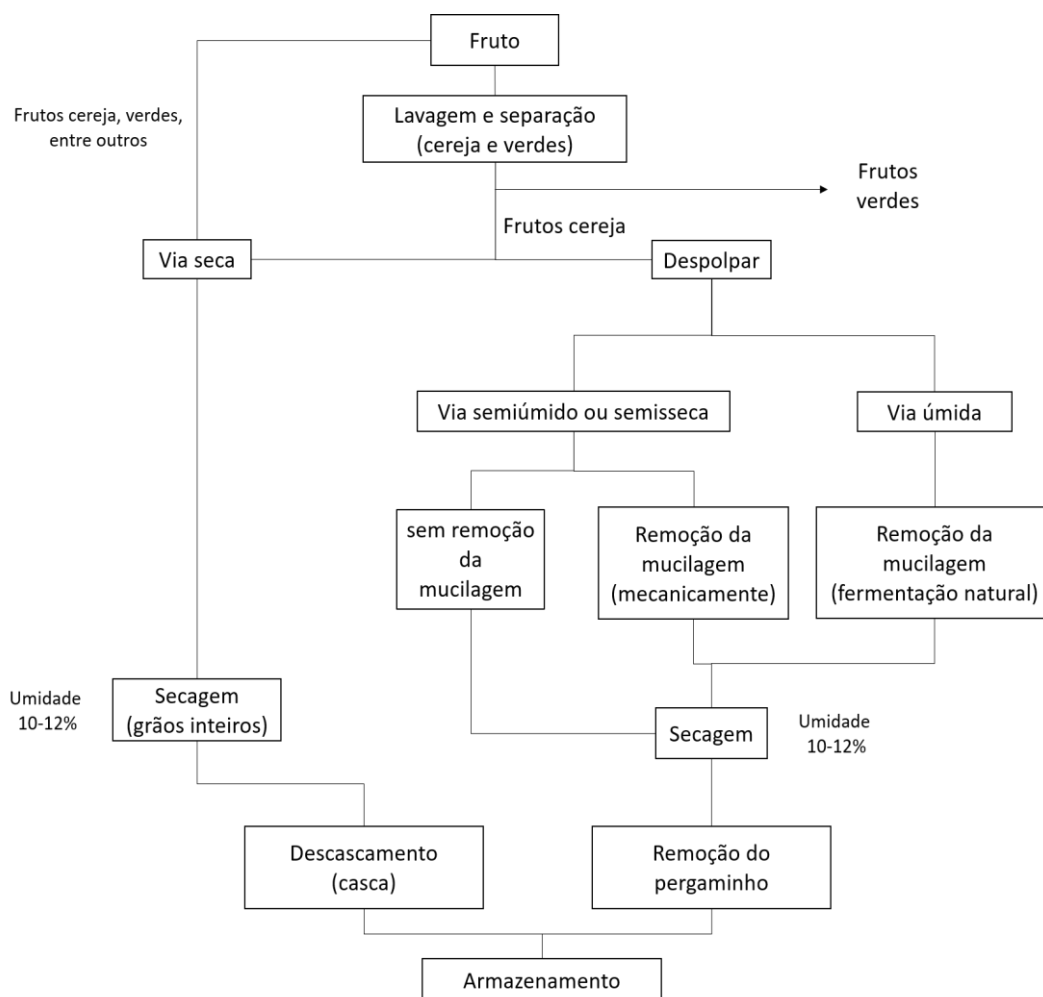 Fruto
Frutos cereja, verdes,
entre outros
Lavagem e separação
(cereja e verdes)
Frutos
verdes
Frutos cereja
Via seca
Despolpar
Via semiúmido ou semisseca
Via úmida
sem remoção
da
mucilagem
Remoção da
mucilagem
(mecanicamente)
Remoção da
mucilagem
(fermentação natural)
Umidade
10-12%
Secagem
(grãos inteiros)
Secagem
Umidade
10-12%
Descascamento
(casca)
Remoção do
pergaminho
Armazenamento